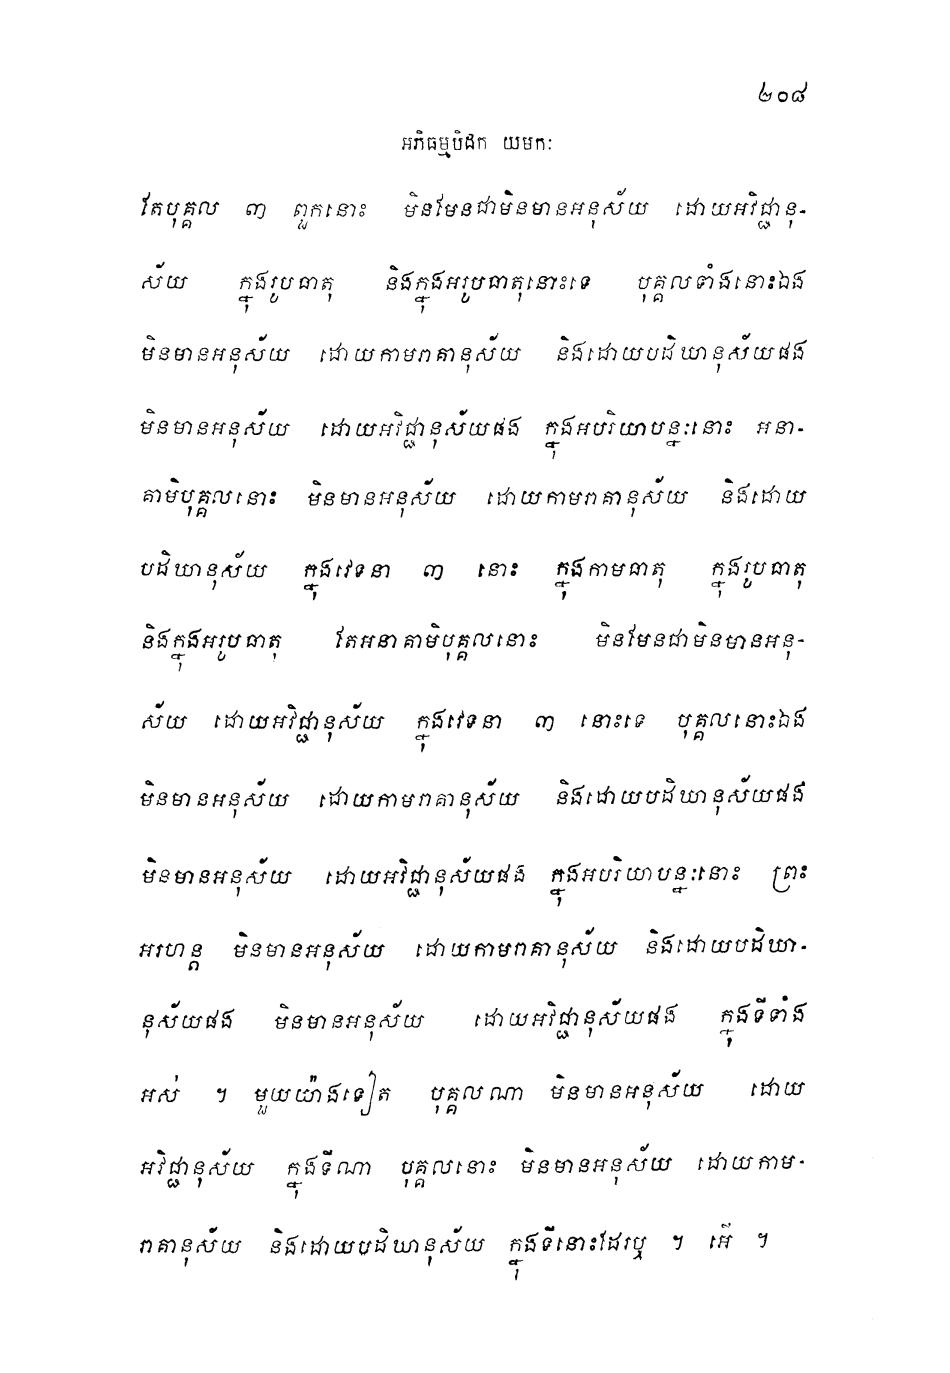 ២០៨
អភិធម្មបិដក យមកៈ
តែបុគ្គល ៣ ពួកនោះ មិនមែនជាមិនមានអនុស័យ ដោយអវិជ្ជានុ-
ស័យ ក្នុងរូបធាតុ និងក្នុងអរូបធាតុនោះទេ បុគ្គលទាំងនោះឯង
មិនមានអនុស័យ ដោយកាមរាគានុស័យ និងដោយបដិឃានុស័យផង
មិនមានអនុស័យ ដោយអវិជ្ជានុស័យផង ក្នុងអបរិយាបន្នៈនោះ អនា-
គាមិបុគ្គលនោះ មិនមានអនុស័យ ដោយកាមរាគានុស័យ និងដោយ
បដិឃានុស័យ ក្នុងវេទនា ៣ នោះ ក្នុងកាមធាតុ ក្នុងរូបធាតុ
និងក្នុងអរូបធាតុ តែអនាគាមិបុគ្គលនោះ មិនមែនជាមិនមានអនុ-
ស័យ ដោយអវិជ្ជានុស័យ ក្នុងវេទនា ៣ នោះទេ បុគ្គលនោះឯង
មិនមានអនុស័យ ដោយកាមរាគានុស័យ និងដោយបដិឃានុស័យផង
មិនមានអនុស័យ ដោយអវិជ្ជានុស័យផង ក្នុងអបរិយាបន្នៈនោះ ព្រះ
អរហន្ត មិនមានអនុស័យ ដោយកាមរាគានុស័យ និងដោយបដិឃា-
នុស័យផង មិនមានអនុស័យ ដោយអវិជ្ជានុស័យផង ក្នុងទីទាំង
អស់ ។ មួយយ៉ាងទៀត បុគ្គលណា មិនមានអនុស័យ ដោយ
អវិជ្ជានុស័យ ក្នុងទីណា បុគ្គលនោះ មិនមានអនុស័យ ដោយកាម-
រាគានុស័យ និងដោយបដិឃានុស័យ ក្នុងទីនោះដែរឬ ។ អើ ។